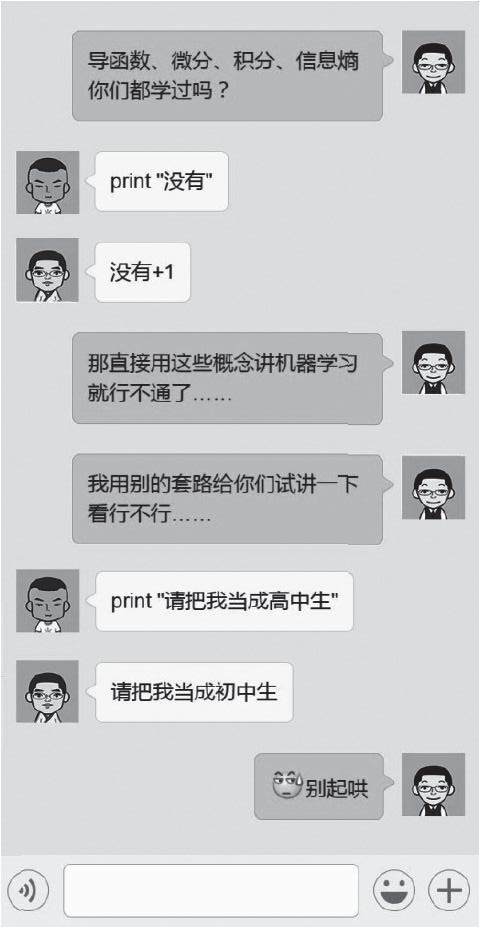 导函数、微分、积分、信息熵
你们都学过吗？
print "没有"
没有+1
那直接用这些概念讲机器学习
就行不通了……
我用别的套路给你们试讲一下
看行不行……
print "请把我当成高中生"
请把我当成初中生
别起哄